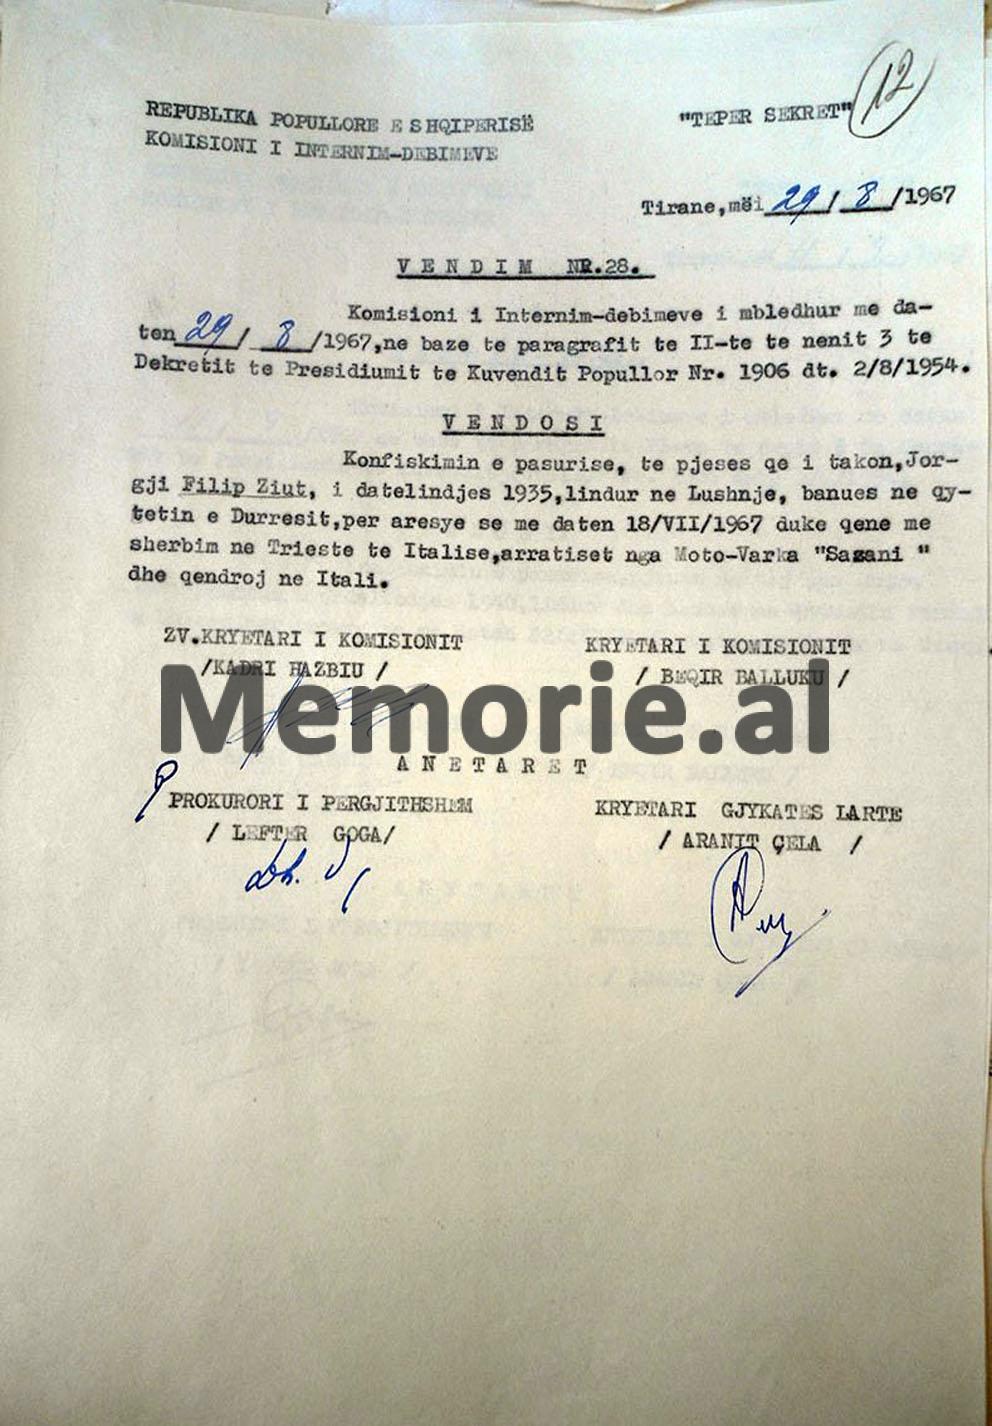 12
REPUBLIKA POPULLORE E SHQIPERISË
"TEPER SEKRET"
KOMISIONI I INTERNIM-DEBIMEVE
Tirane, mëi 29/ 8 /1967
VENDIM NR.28.
Komisioni i Internim-debimeve i mbledhur me da-
ten 29/ 8 /1967,ne baze te paragrafit te II-te te nenit 3 te
Dekretit te Presidiumit te Kuvendit Popullor Nr. 1906 dt. 2/8/1954.
VENDOSI
Konfiskimin e pasurise, te pjeses qe i takon,Jor-
gji Filip Ziut, i datelindjes 1935,lindur ne Lushnje, banues ne qy-
tetin e Durresit,per aresye se me daten 18/VII/1967 duke qene me
sherbim ne Trieste te Italise,arratiset nga Moto-Varka "Sazani "
dhe qendroj ne Itali.
ZV.KRYETARI I KOMISIONIT
/KADRI HAZBIU /
KRYETARI I KOMISIONIT
/ BEQIR BALLUKU /
Memorie.al
ANETARET
PROKURORI I PERGJITHSHEM
/ LEFTER GOGA/
KRYETARI GJYKATES LARTE
/ ARANIT ÇELA /